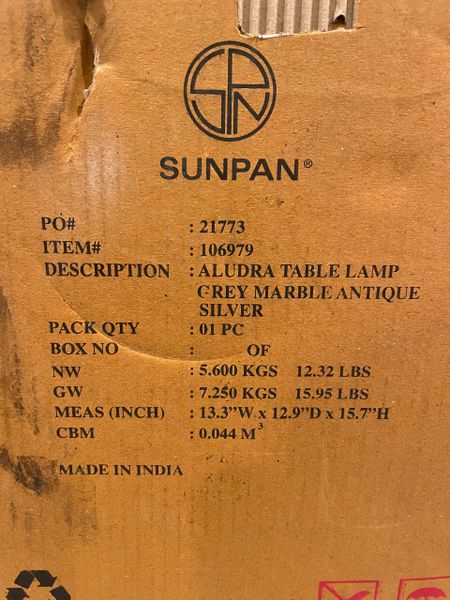 SPN
SUNPAN®
PO# : 21773
ITEM# : 106979
DESCRIPTION : ALUDRA TABLE LAMP
GREY MARBLE ANTIQUE
SILVER
PACK QTY : 01 PC
BOX NO : OF
NW : 5.600 KGS 12.32 LBS
GW : 7.250 KGS 15.95 LBS
MEAS (INCH) : 13.3”W x 12.9”D x 15.7”H
CBM : 0.044 M³
MADE IN INDIA